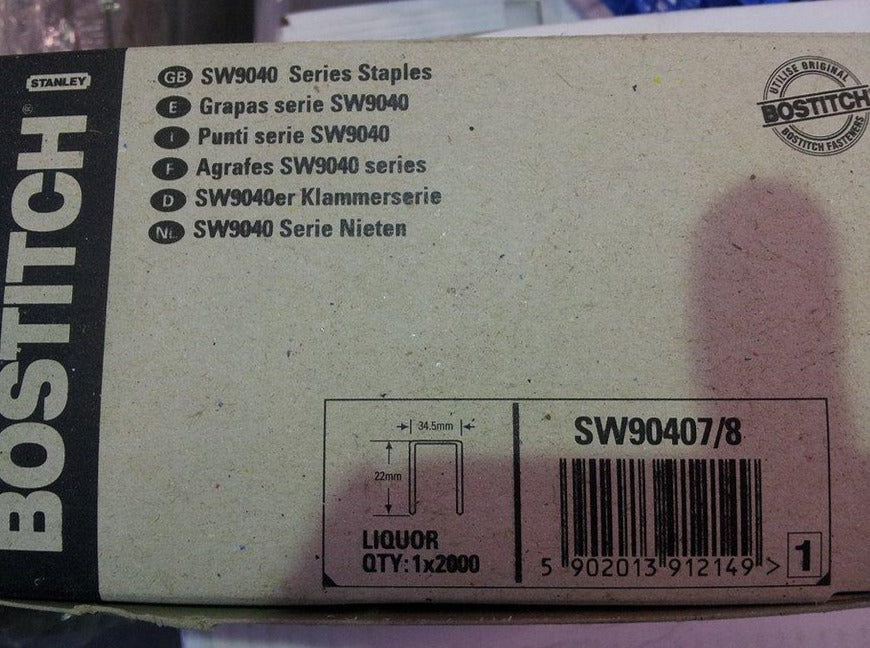 STANLEY
BOSTITCH
GB SW9040 Series Staples
E Grapas serie SW9040
I Punti serie SW9040
F Agrafes SW9040 series
D SW9040er Klammerserie
NL SW9040 Serie Nieten
UTILISE ORIGINAL
BOSTITCH
BOSTITCH FASTENERS
34.5mm
22mm
LIQUOR
QTY:1x2000
SW90407/8
5 902013 912149 >
1